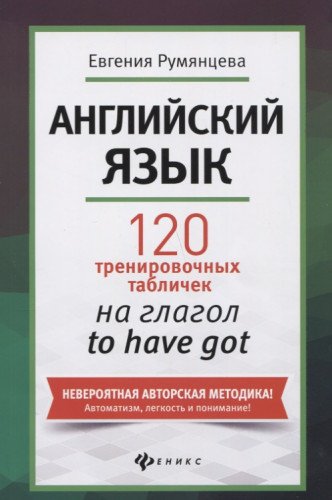 Евгения Румянцева
АНГЛИЙСКИЙ
ЯЗЫК
120
тренировочных
табличек
на глагол
to have got
НЕВЕРОЯТНАЯ АВТОРСКАЯ МЕТОДИКА!
Автоматизм, легкость и понимание!
ФЕНИКС